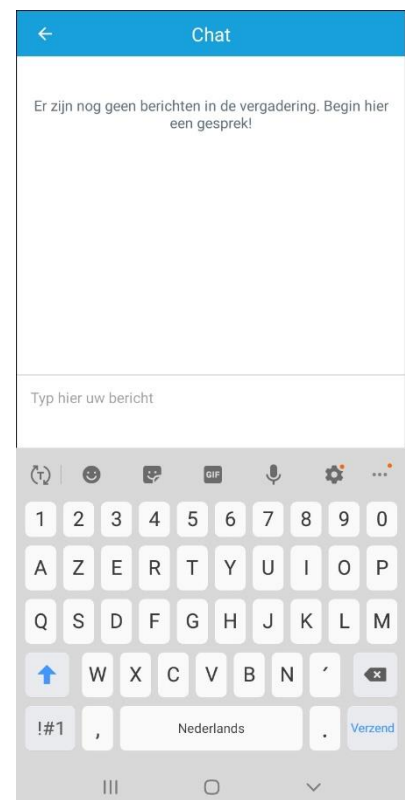 Chat
Er zijn nog geen berichten in de vergadering. Begin hier
een gesprek!
Typ hier uw bericht
T GIF
1 2 3 4 5 6 7 8 9 0
A Z E R T Y U I O P
Q S D F G H J K L M
W X C V B N ´
!#1 , Nederlands . Verzend